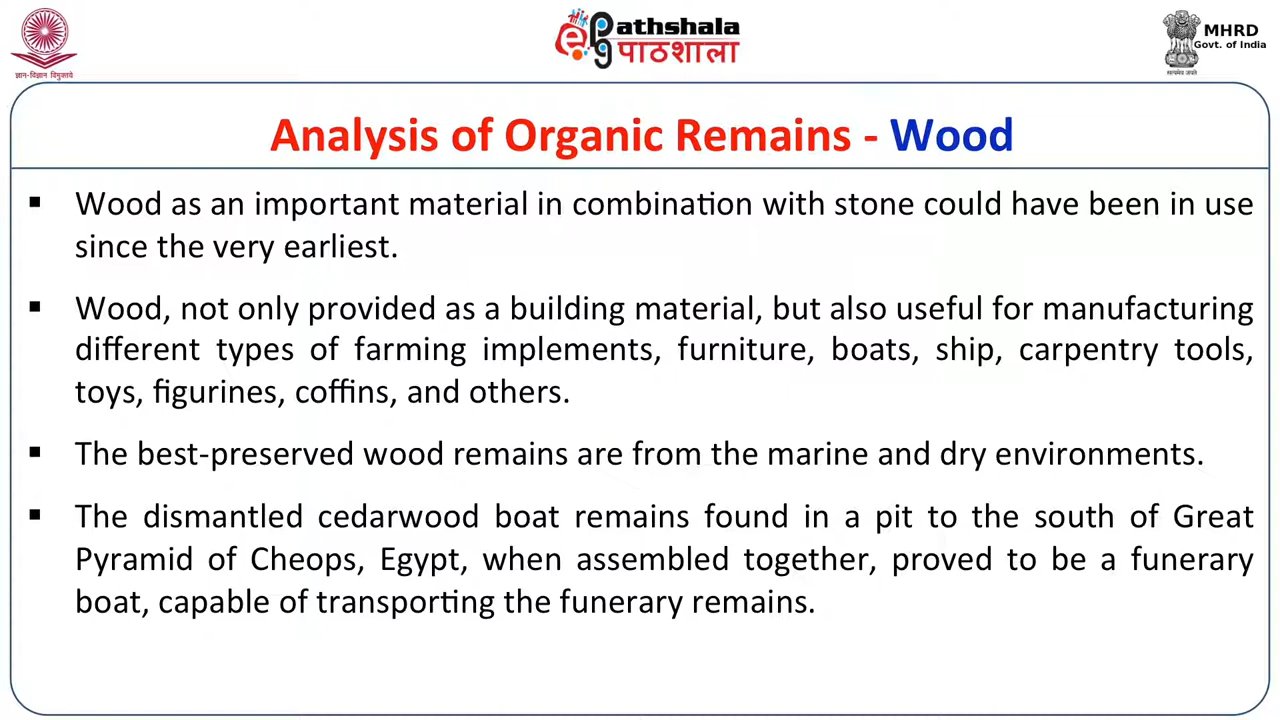 ज्ञान-विज्ञान विमुक्तये
ePathshala
पाठशाला
MHRD
Govt. of India
सत्यमेव जयते
Analysis of Organic Remains - Wood
▪ Wood as an important material in combination with stone could have been in use
since the very earliest.
▪ Wood, not only provided as a building material, but also useful for manufacturing
different types of farming implements, furniture, boats, ship, carpentry tools,
toys, figurines, coffins, and others.
▪ The best-preserved wood remains are from the marine and dry environments.
▪ The dismantled cedarwood boat remains found in a pit to the south of Great
Pyramid of Cheops, Egypt, when assembled together, proved to be a funerary
boat, capable of transporting the funerary remains.